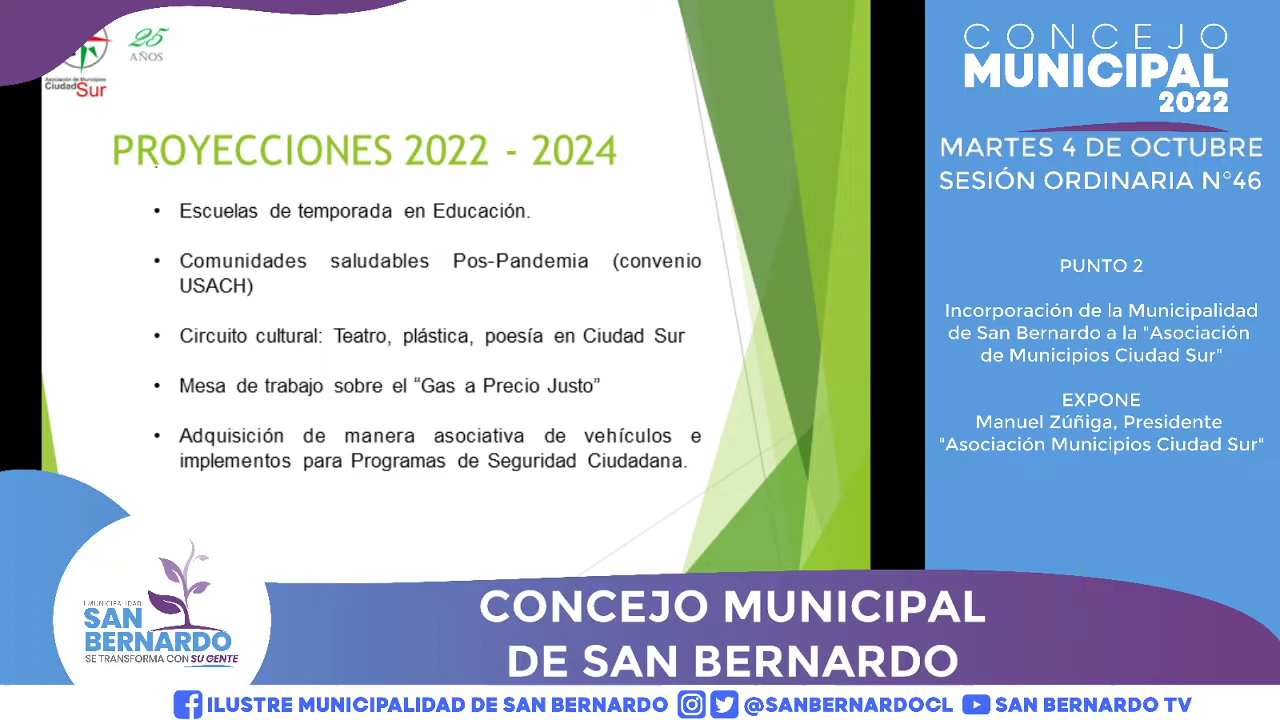 25
AÑOS
Asociación de Municipios
Ciudad Sur
PROYECCIONES 2022 - 2024
• Escuelas de temporada en Educación.
• Comunidades saludables Pos-Pandemia (convenio
USACH)
• Circuito cultural: Teatro, plástica, poesía en Ciudad Sur
• Mesa de trabajo sobre el “Gas a Precio Justo”
• Adquisición de manera asociativa de vehículos e
implementos para Programas de Seguridad Ciudadana.
CONCEJO
MUNICIPAL
2022
MARTES 4 DE OCTUBRE
SESIÓN ORDINARIA N°46
PUNTO 2
Incorporación de la Municipalidad
de San Bernardo a la "Asociación
de Municipios Ciudad Sur"
EXPONE
Manuel Zúñiga, Presidente
"Asociación Municipios Ciudad Sur"
I. MUNICIPALIDAD
SAN
BERNARDO
SE TRANSFORMA CON SU GENTE
CONCEJO MUNICIPAL
DE SAN BERNARDO
ILUSTRE MUNICIPALIDAD DE SAN BERNARDO @SANBERNARDOCL SAN BERNARDO TV